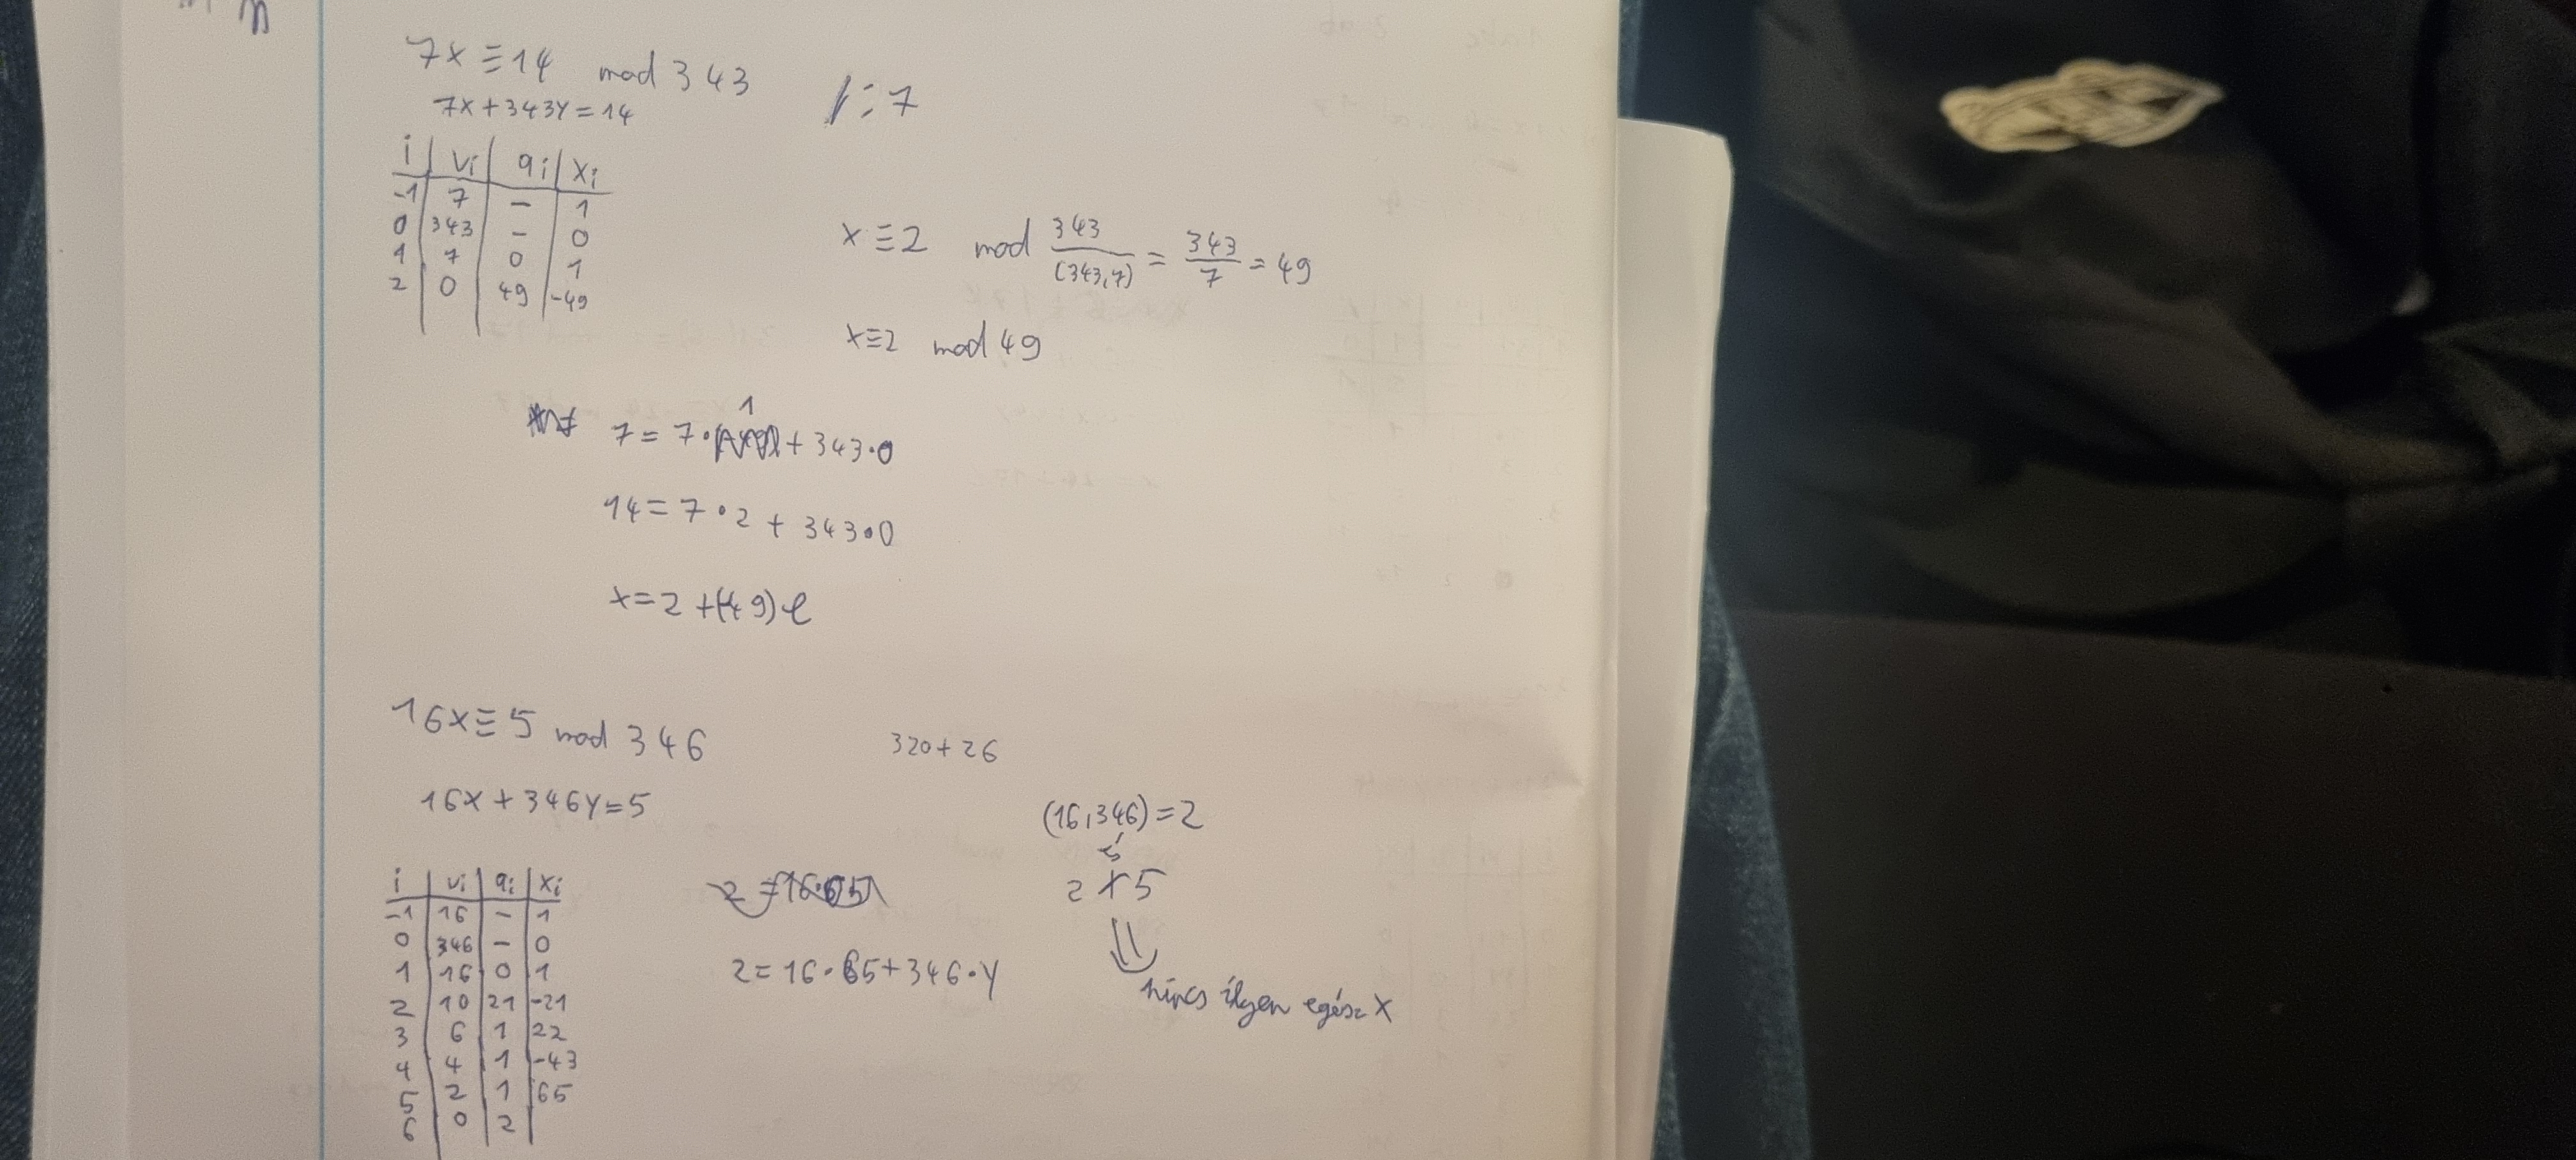 7x ≡ 14 mod 343 /:7
7x + 343y = 14
i | vi | qi | xi
-1 | 7 | - | 1
0 | 343 | - | 0
1 | 7 | 0 | 1
2 | 0 | 49 | -49
x ≡ 2 mod 343/(343,7) = 343/7 = 49
x ≡ 2 mod 49
7 = 7·1 + 343·0
14 = 7·2 + 343·0
x = 2 + (49)ℓ
16x ≡ 5 mod 346
320 + 26
16x + 346y = 5
(16,346) = 2
és
2 ∤ 5
⇓
nincs ilyen egész x
i | vi | qi | xi
-1 | 16 | - | 1
0 | 346 | - | 0
1 | 16 | 0 | 1
2 | 10 | 21 | -21
3 | 6 | 1 | 22
4 | 4 | 1 | -43
5 | 2 | 1 | 65
6 | 0 | 2
2 = 16·65 + 346·y